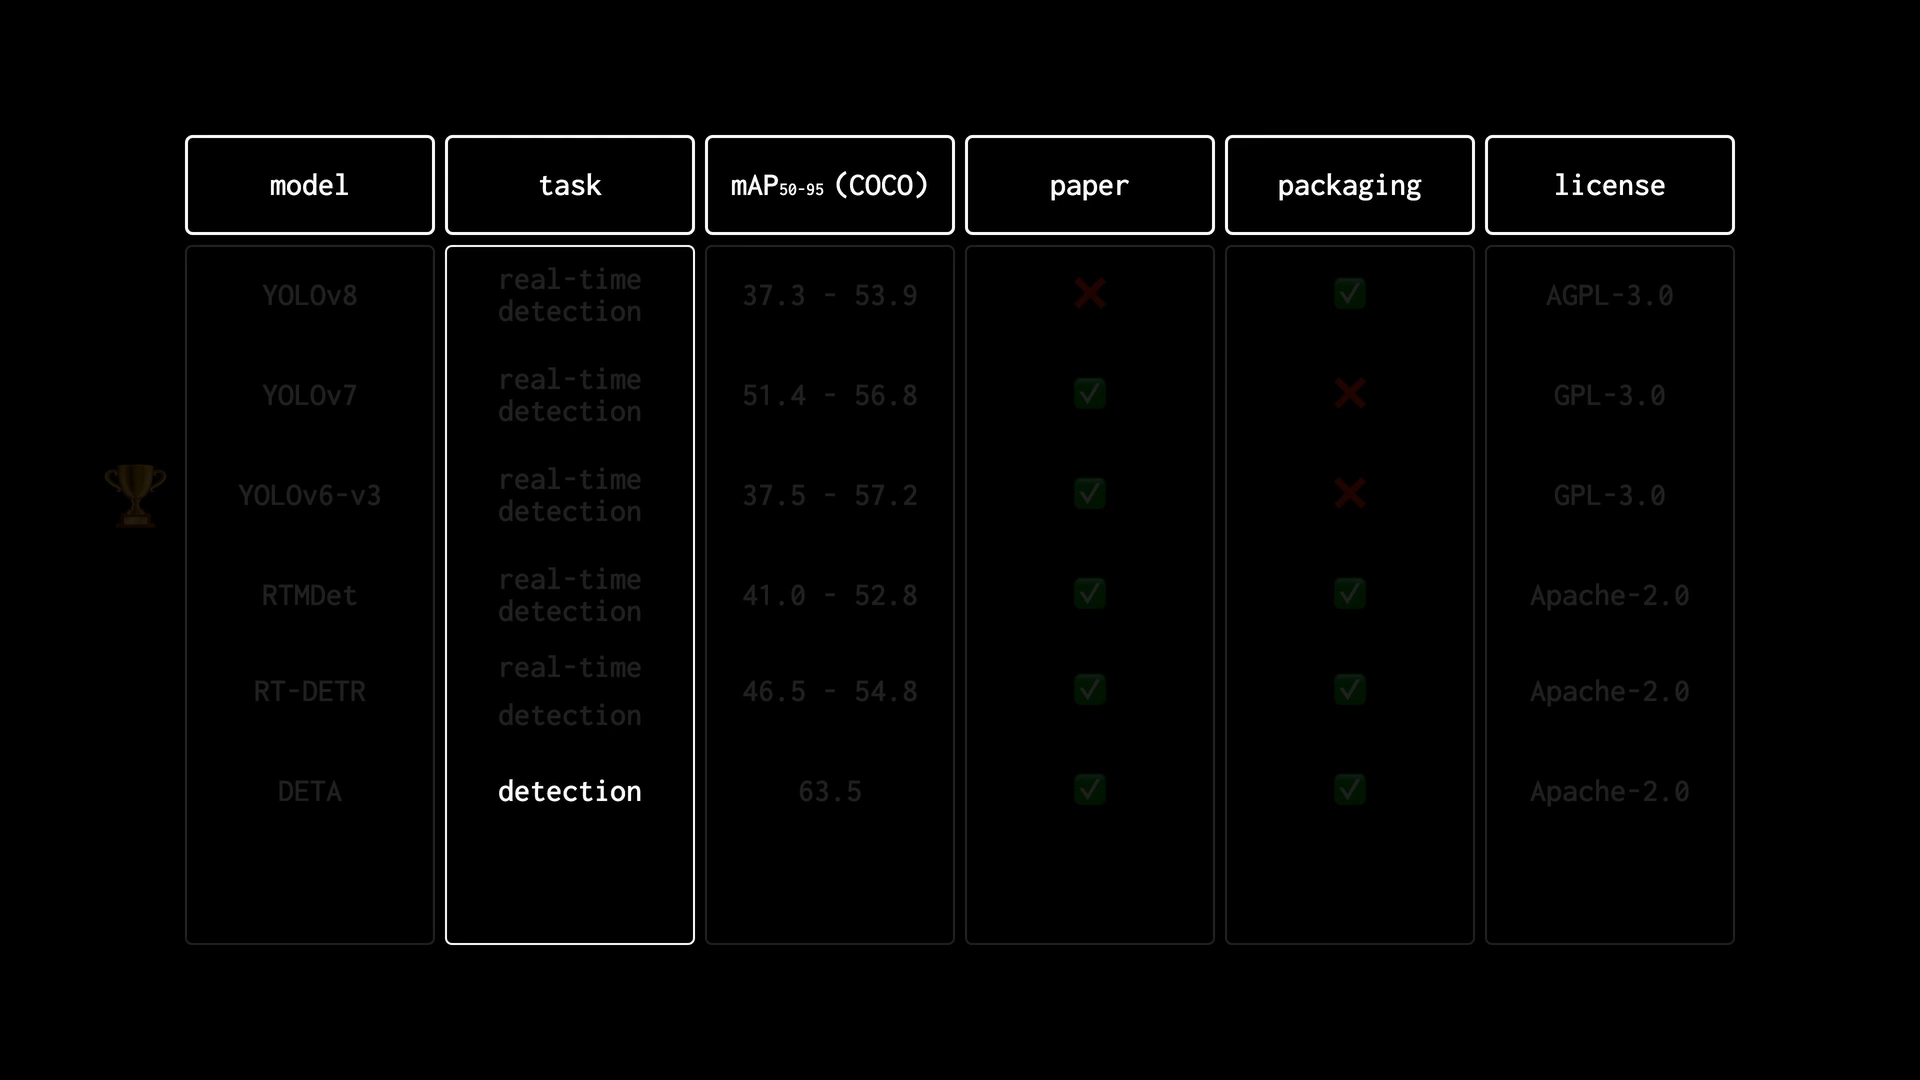 model task mAP50-95 (COCO) paper packaging license
YOLOv8 real-time detection 37.3 - 53.9 ❌ ✅ AGPL-3.0
YOLOv7 real-time detection 51.4 - 56.8 ✅ ❌ GPL-3.0
YOLOv6-v3 real-time detection 37.5 - 57.2 ✅ ❌ GPL-3.0
RTMDet real-time detection 41.0 - 52.8 ✅ ✅ Apache-2.0
RT-DETR real-time detection 46.5 - 54.8 ✅ ✅ Apache-2.0
DETA detection 63.5 ✅ ✅ Apache-2.0